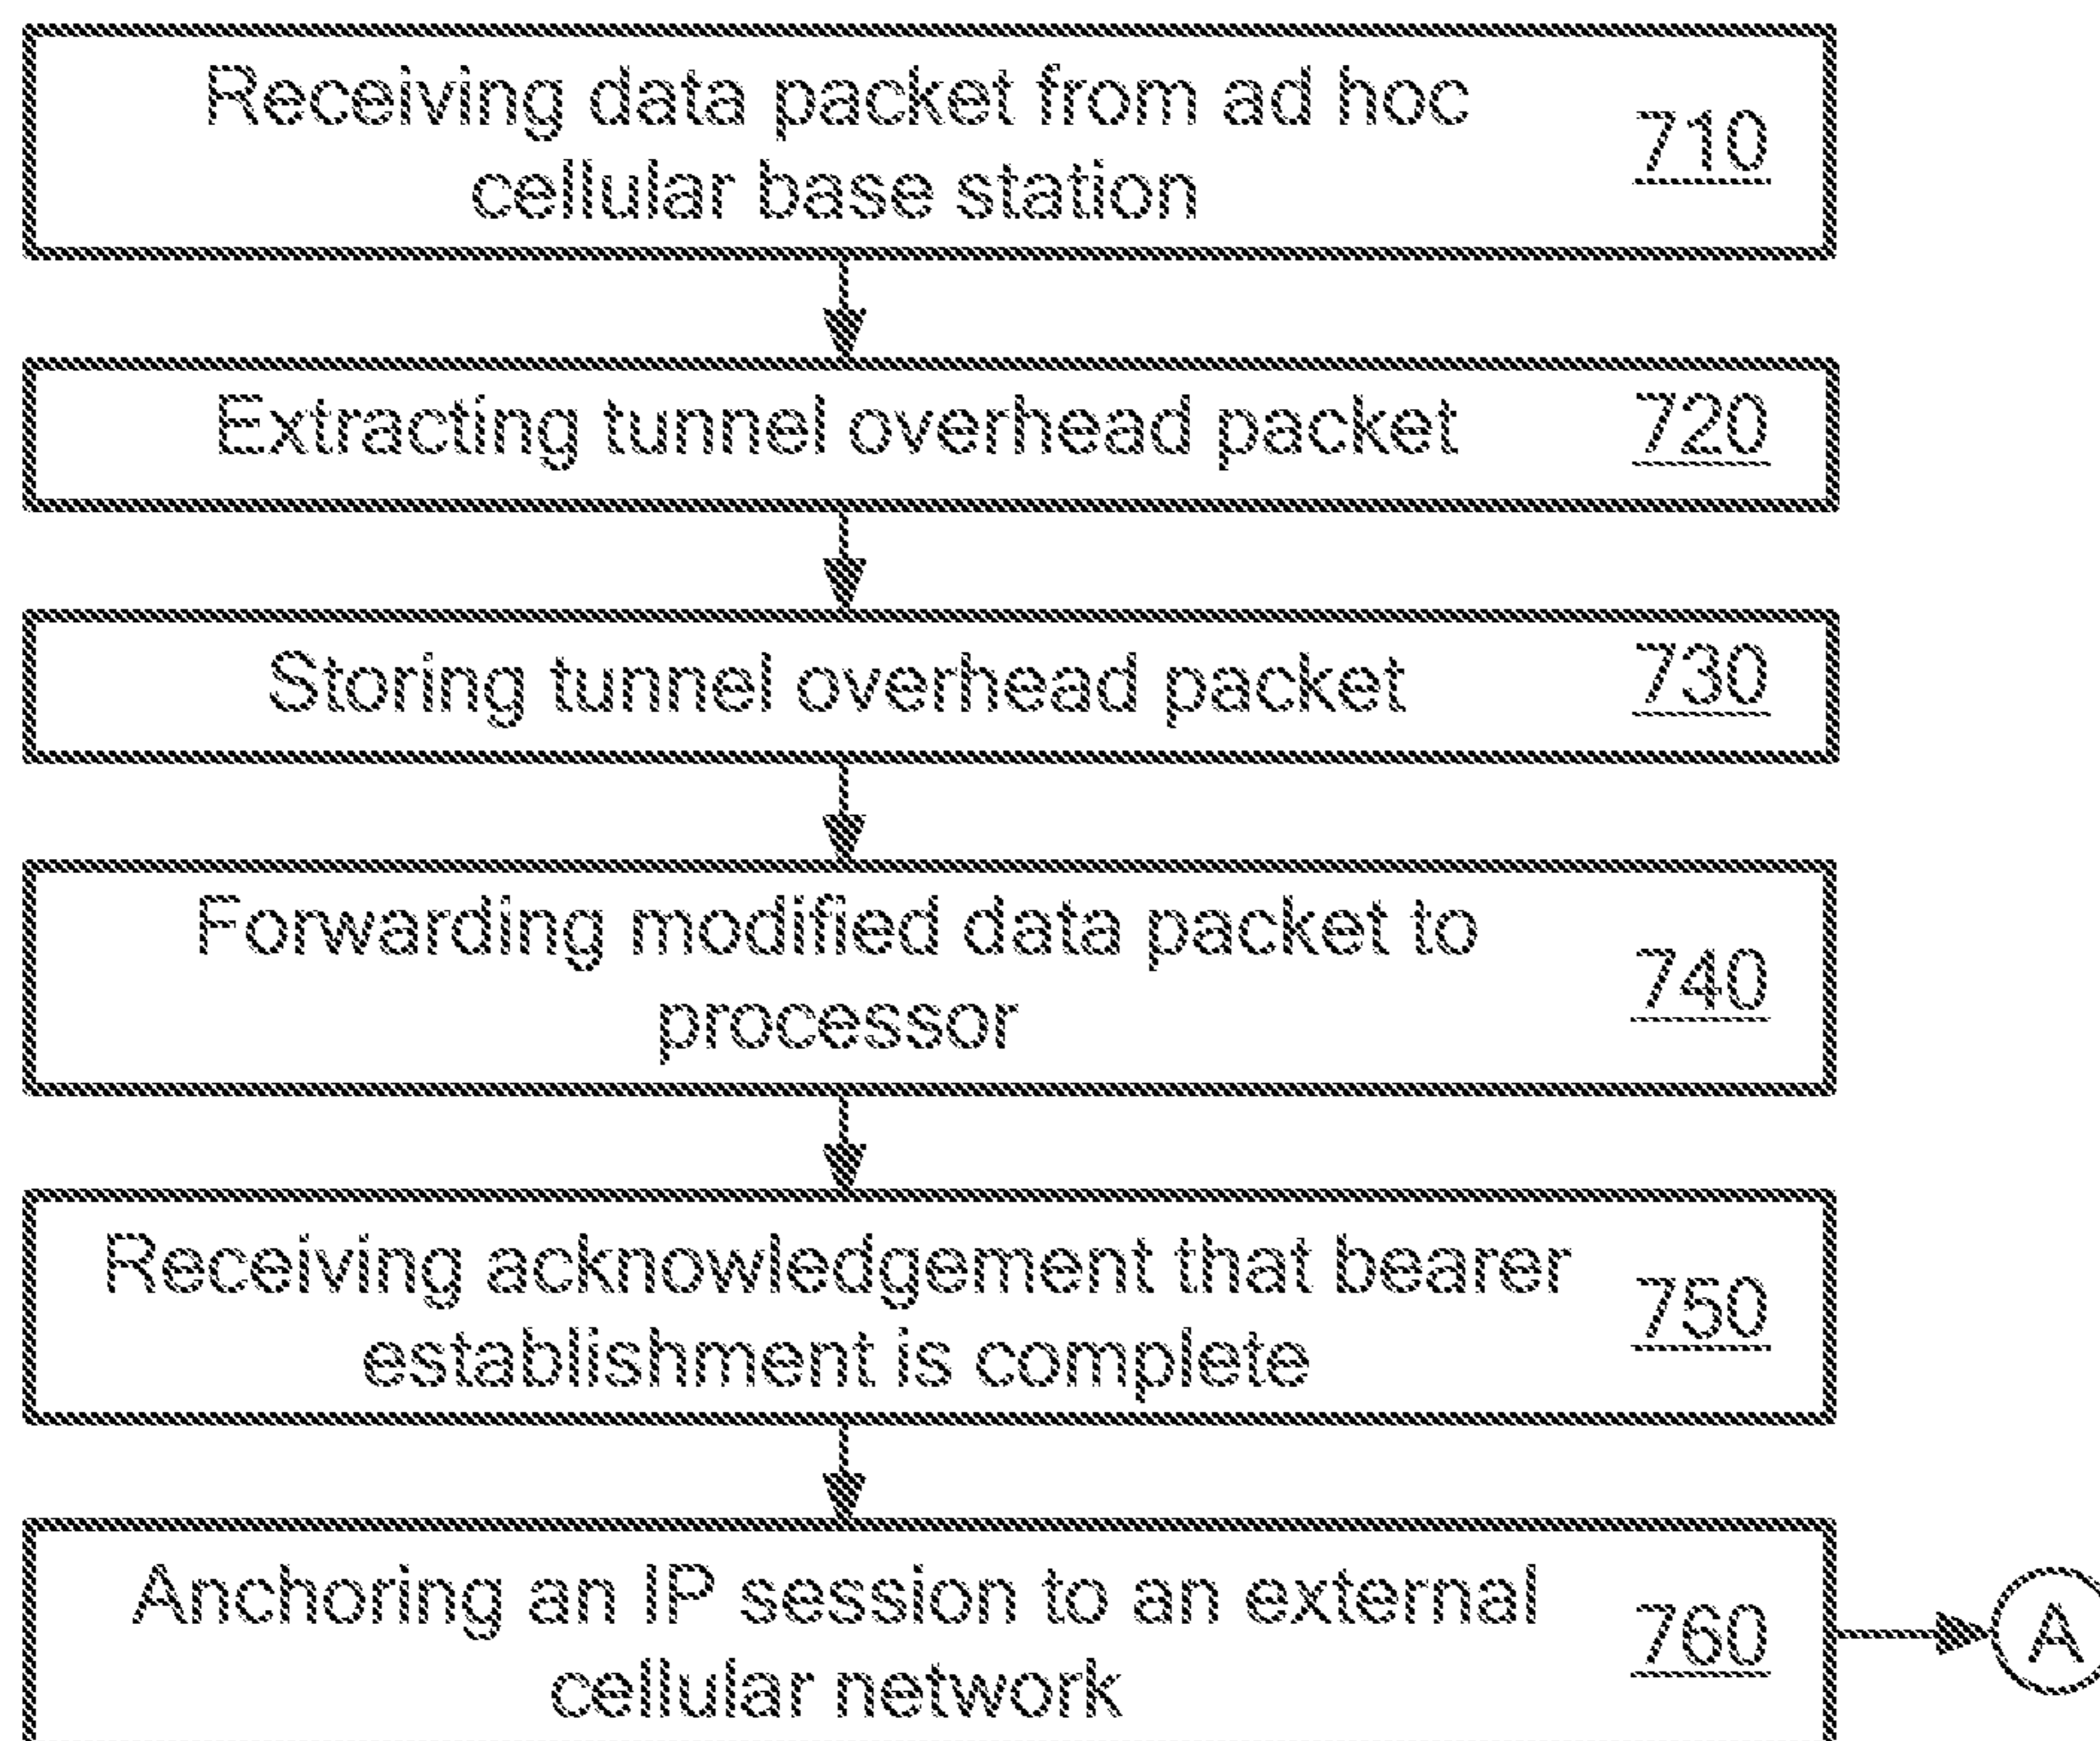 Receiving data packet from ad hoc
cellular base station
710
Extracting tunnel overhead packet
720
Storing tunnel overhead packet
730
Forwarding modified data packet to
processor
740
Receiving acknowledgement that bearer
establishment is complete
750
Anchoring an IP session to an external
cellular network
760
A